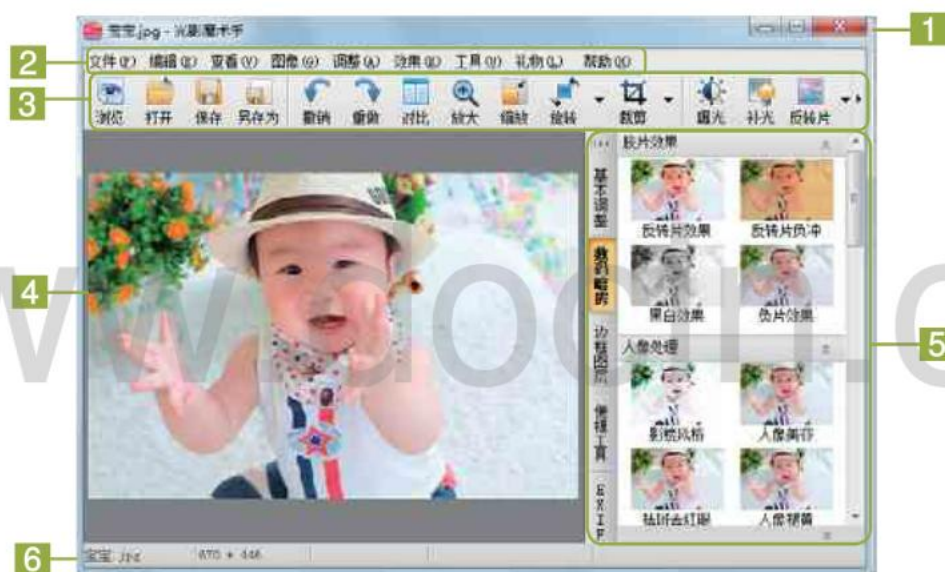 宝宝.jpg - 光影魔术手
1
2
文件(F) 编辑(E) 查看(V) 图像(G) 调整(A) 效果(E) 工具(V) 礼物(L) 帮助(X)
3
浏览 打开 保存 另存为 撤销 重做 对比 放大 缩放 旋转 裁剪 曝光 补光 反转片
基本调整
数码暗房
边框图层
便捷工具
EXIF
胶片效果
反转片效果 反转片负冲
黑白效果 负片效果
人像处理
影楼风格 人像美容
祛斑去红眼 人像褪黄
4
5
6
宝宝.jpg 670 * 446